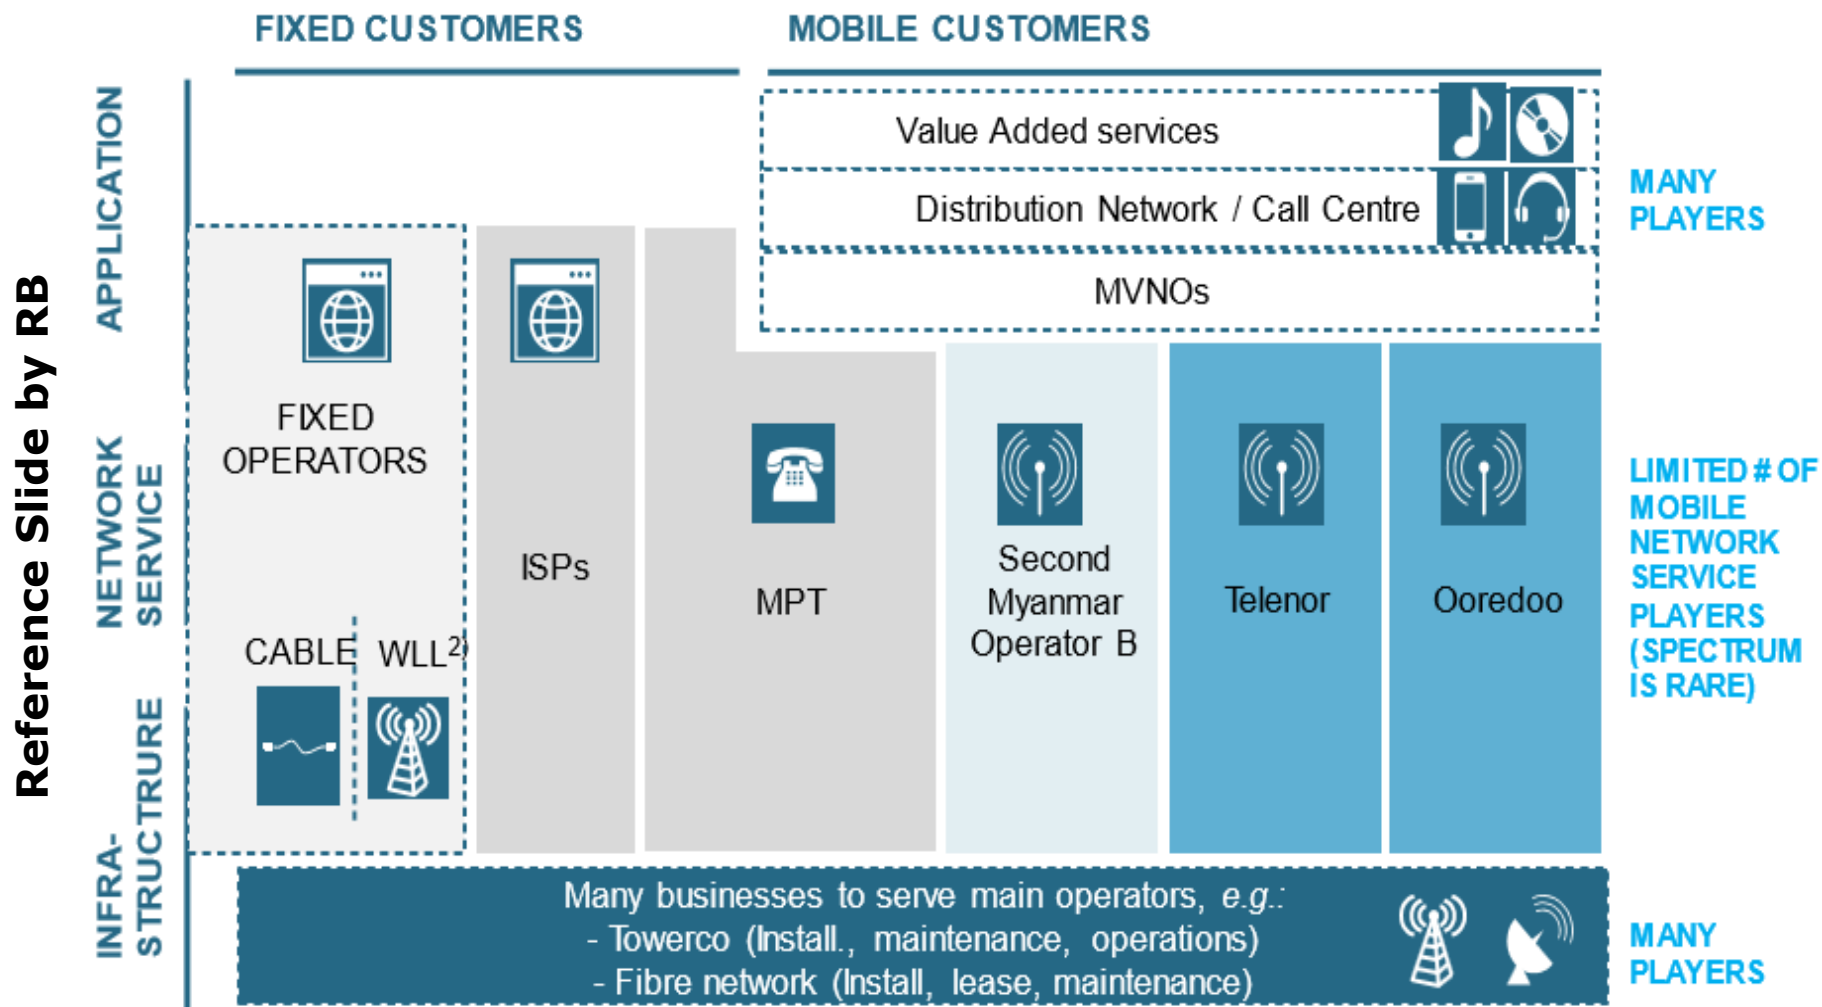 FIXED CUSTOMERS
MOBILE CUSTOMERS
Reference Slide by RB
APPLICATION
Value Added services
Distribution Network / Call Centre
MVNOs
MANY
PLAYERS
NETWORK
SERVICE
FIXED
OPERATORS
CABLE
WLL2)
ISPs
MPT
Second
Myanmar
Operator B
Telenor
Ooredoo
LIMITED # OF
MOBILE
NETWORK
SERVICE
PLAYERS
(SPECTRUM
IS RARE)
INFRA-
STRUCTRURE
Many businesses to serve main operators, e.g.:
- Towerco (Install., maintenance, operations)
- Fibre network (Install, lease, maintenance)
MANY
PLAYERS